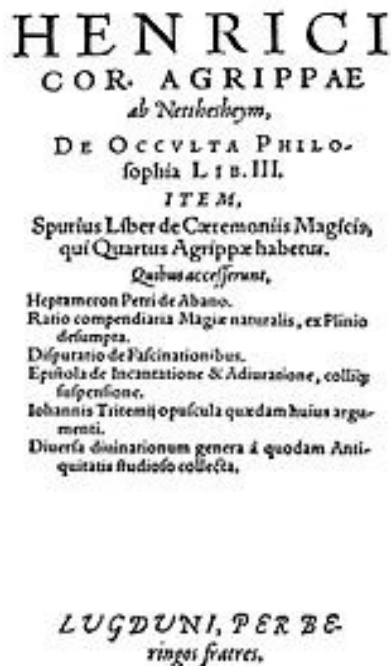 HENRICI
COR. AGRIPPAE
ab Nettheſheym,
DE OCCVLTA PHILO-
ſophia LIB. III.
ITEM,
Spurius Liber de Cæremoniis Magicis,
qui Quartus Agrippæ habetur.
Quibus acceſſerunt,
Heptameron Petri de Abano.
Ratio compendiaria Magiæ naturalis, ex Plinio
deſumpta.
Diſputatio de Faſcinationibus.
Epiſtola de Incantatione & Adiuratione, colliq;
ſuſpenſione.
Iohannis Tritemij opuſcula quædam huius argu-
menti.
Diuerſa diuinationum genera à quodam Anti-
quitatis ſtudioſo collecta.
LUGDUNI, PER BE-
ringos fratres.